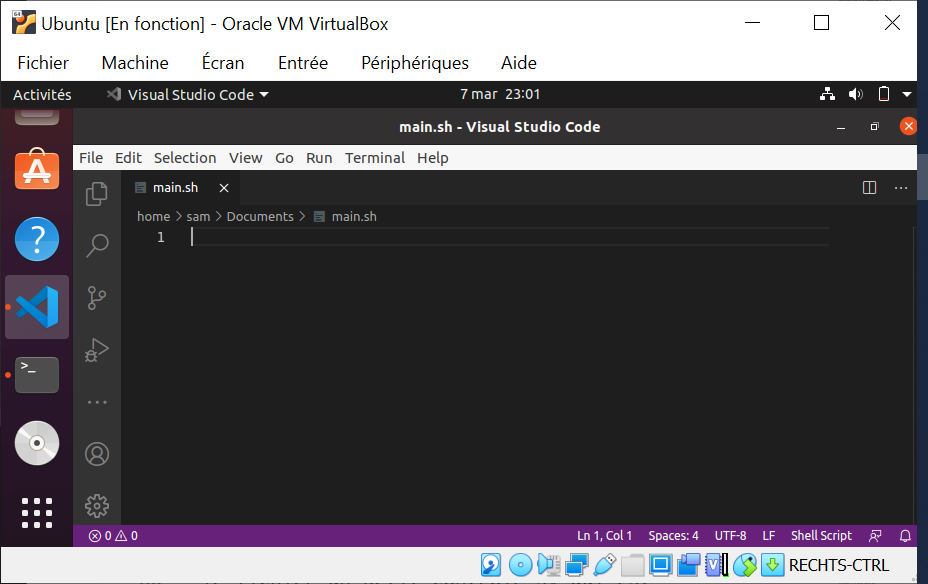 Ubuntu [En fonction] - Oracle VM VirtualBox
Fichier Machine Écran Entrée Périphériques Aide
Activités Visual Studio Code 7 mar 23:01
main.sh - Visual Studio Code
File Edit Selection View Go Run Terminal Help
main.sh
home > sam > Documents > main.sh
1
0 0 Ln 1, Col 1 Spaces: 4 UTF-8 LF Shell Script
RECHTS-CTRL